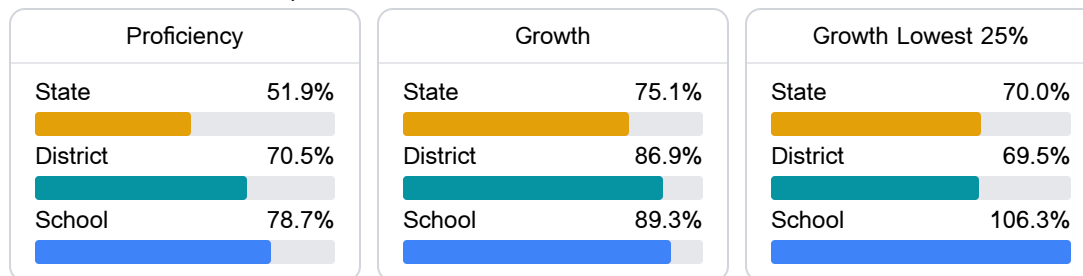 Proficiency
State 51.9%
District 70.5%
School 78.7%
Growth
State 75.1%
District 86.9%
School 89.3%
Growth Lowest 25%
State 70.0%
District 69.5%
School 106.3%